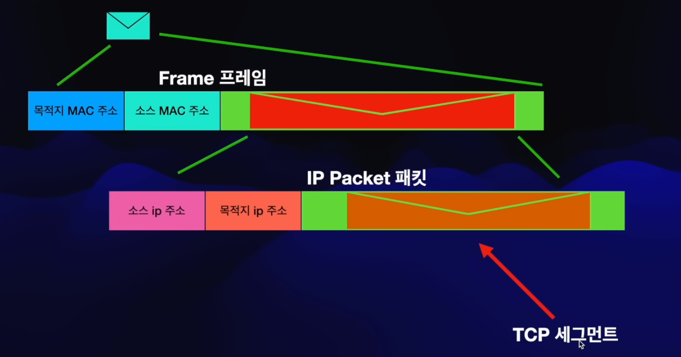 Frame 프레임
목적지 MAC 주소
소스 MAC 주소
IP Packet 패킷
소스 ip 주소
목적지 ip 주소
TCP 세그먼트